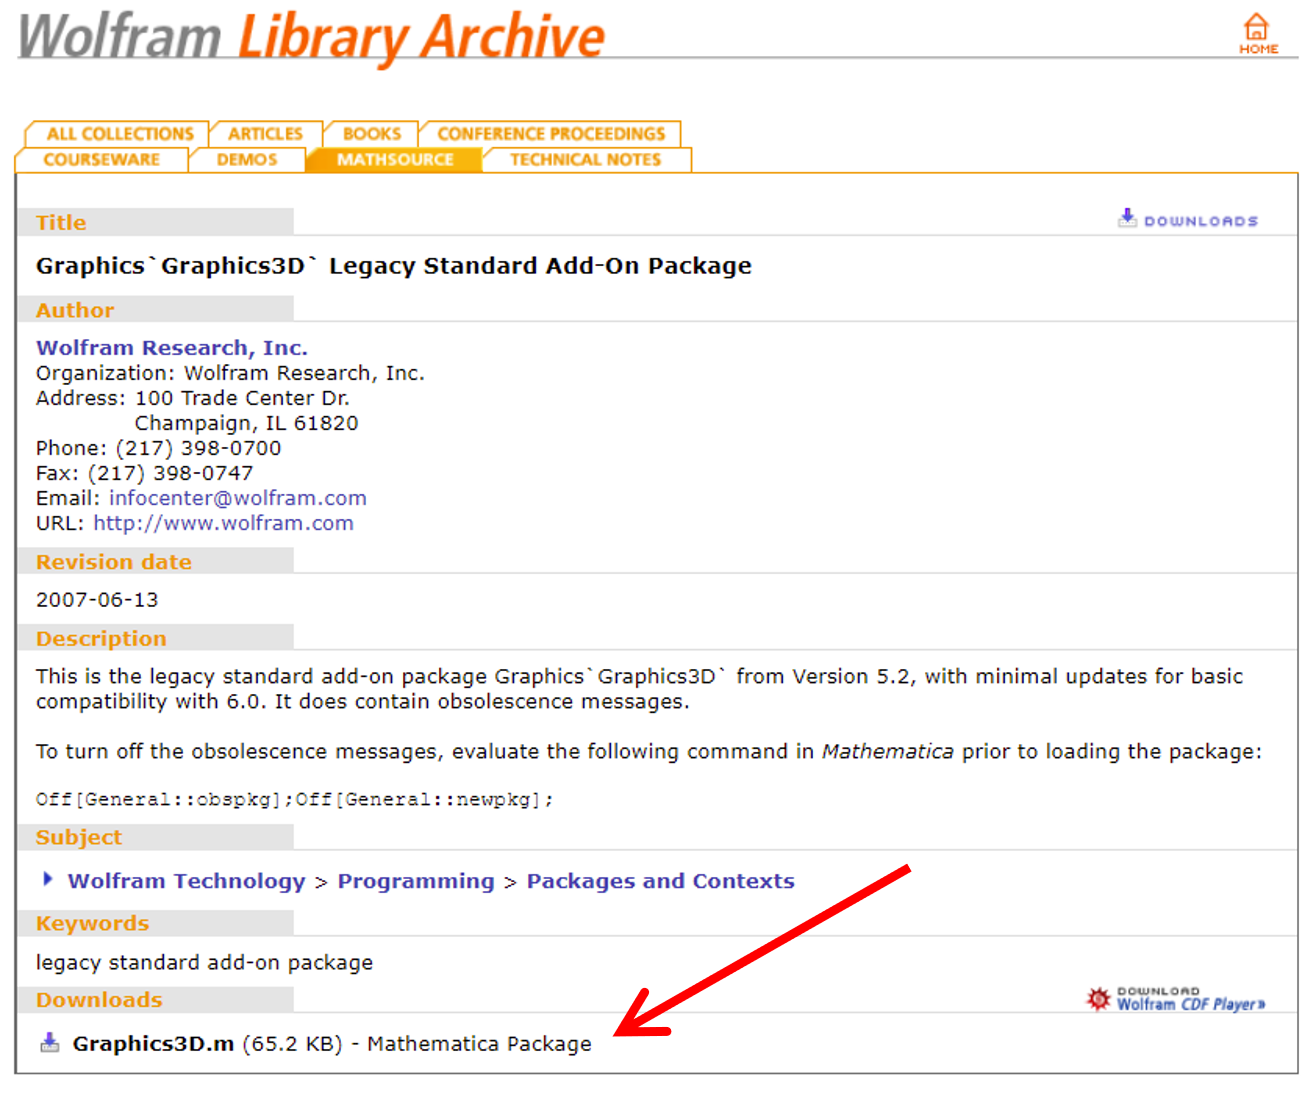 Wolfram Library Archive
HOME
ALL COLLECTIONS ARTICLES BOOKS CONFERENCE PROCEEDINGS
COURSEWARE DEMOS MATHSOURCE TECHNICAL NOTES
Title
DOWNLOADS
Graphics`Graphics3D` Legacy Standard Add-On Package
Author
Wolfram Research, Inc.
Organization: Wolfram Research, Inc.
Address: 100 Trade Center Dr.
Champaign, IL 61820
Phone: (217) 398-0700
Fax: (217) 398-0747
Email: infocenter@wolfram.com
URL: http://www.wolfram.com
Revision date
2007-06-13
Description
This is the legacy standard add-on package Graphics`Graphics3D` from Version 5.2, with minimal updates for basic
compatibility with 6.0. It does contain obsolescence messages.
To turn off the obsolescence messages, evaluate the following command in Mathematica prior to loading the package:
Off[General::obspkg];Off[General::newpkg];
Subject
Wolfram Technology > Programming > Packages and Contexts
Keywords
legacy standard add-on package
Downloads
DOWNLOAD
Wolfram CDF Player»
Graphics3D.m (65.2 KB) - Mathematica Package